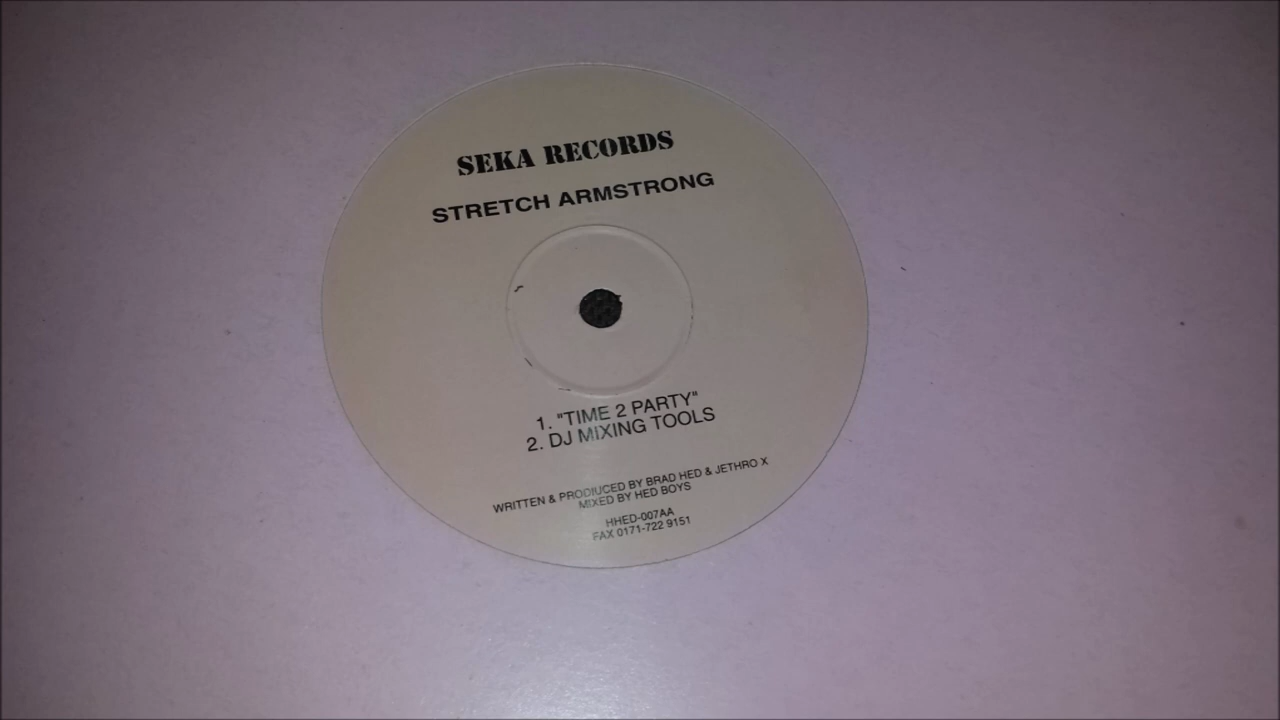 SEKA RECORDS
STRETCH ARMSTRONG
1. "TIME 2 PARTY"
2. DJ MIXING TOOLS
WRITTEN & PRODIUCED BY BRAD HED & JETHRO X
MIXED BY HED BOYS
HHED-007AA
FAX 0171-722 9151